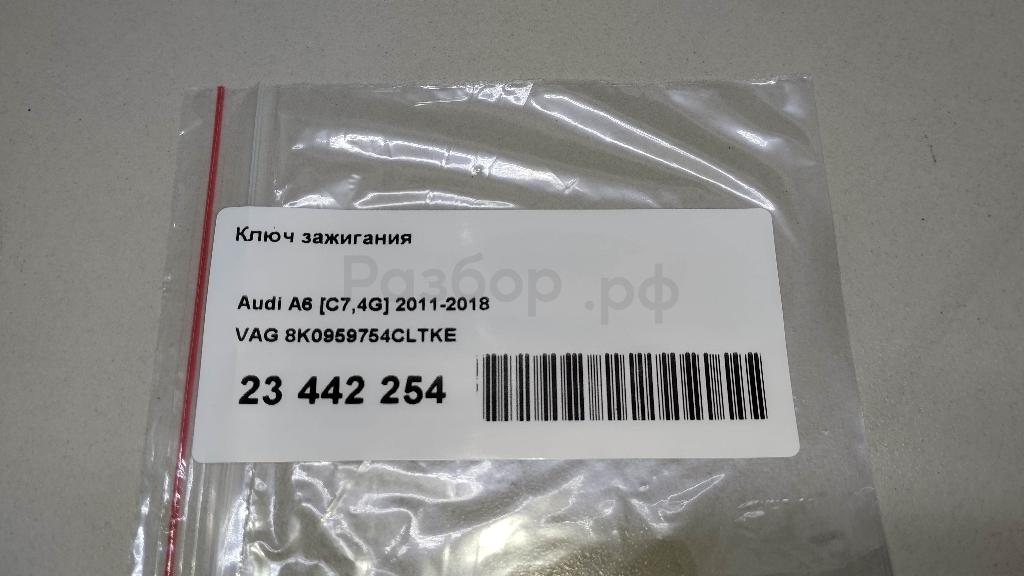 Ключ зажигания
Разбор.рф
Audi A6 [C7,4G] 2011-2018
VAG 8K0959754CLTKE
23 442 254